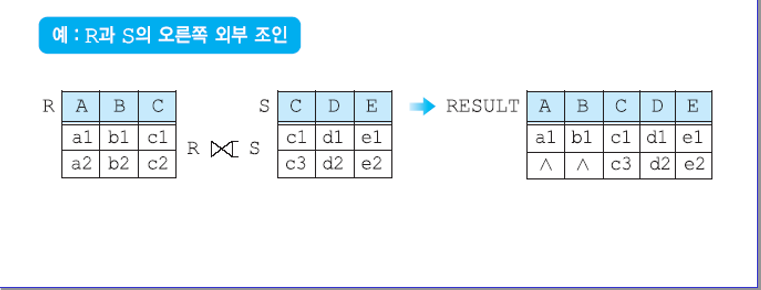 예 : R과 S의 오른쪽 외부 조인
R A B C S C D E RESULT A B C D E
a1 b1 c1 R ⟖ S c1 d1 e1 a1 b1 c1 d1 e1
a2 b2 c2 c3 d2 e2 ∧ ∧ c3 d2 e2